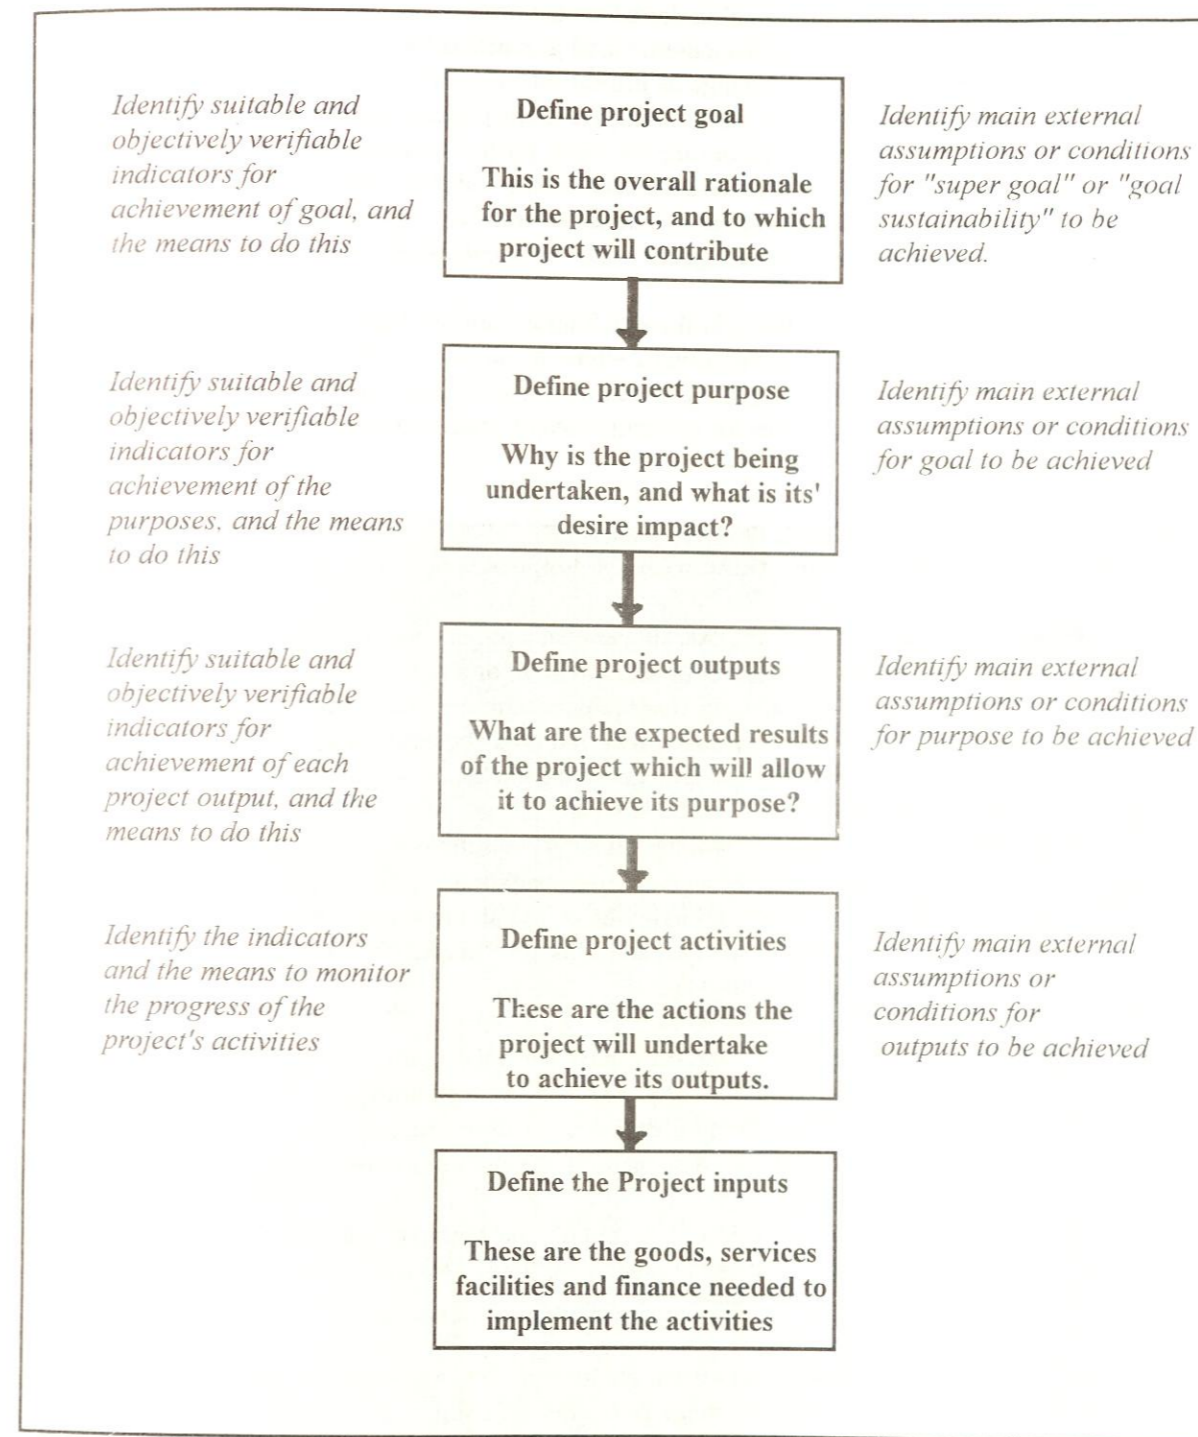 Identify suitable and
objectively verifiable
indicators for
achievement of goal, and
the means to do this
Define project goal
This is the overall rationale
for the project, and to which
project will contribute
Identify main external
assumptions or conditions
for "super goal" or "goal
sustainability" to be
achieved.
Identify suitable and
objectively verifiable
indicators for
achievement of the
purposes, and the means
to do this
Define project purpose
Why is the project being
undertaken, and what is its'
desire impact?
Identify main external
assumptions or conditions
for goal to be achieved
Identify suitable and
objectively verifiable
indicators for
achievement of each
project output, and the
means to do this
Define project outputs
What are the expected results
of the project which will allow
it to achieve its purpose?
Identify main external
assumptions or conditions
for purpose to be achieved
Identify the indicators
and the means to monitor
the progress of the
project's activities
Define project activities
These are the actions the
project will undertake
to achieve its outputs.
Identify main external
assumptions or
conditions for
outputs to be achieved
Define the Project inputs
These are the goods, services
facilities and finance needed to
implement the activities